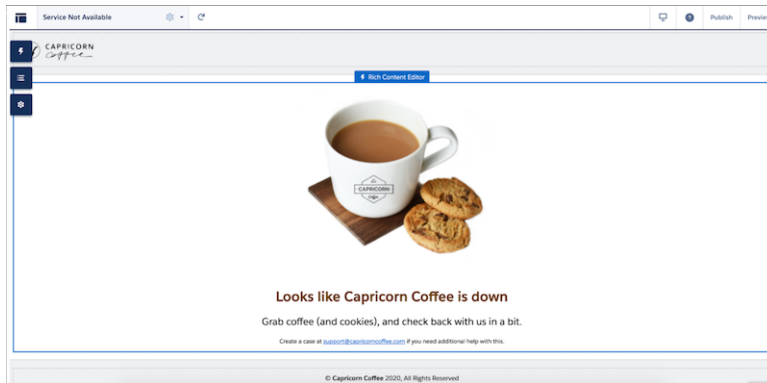 Service Not Available
Publish
Preview
CAPRICORN
Coffee
Rich Content Editor
CAPRICORN
Coffee
Looks like Capricorn Coffee is down
Grab coffee (and cookies), and check back with us in a bit.
Create a case at support@capricorncoffee.com if you need additional help with this.
© Capricorn Coffee 2020, All Rights Reserved